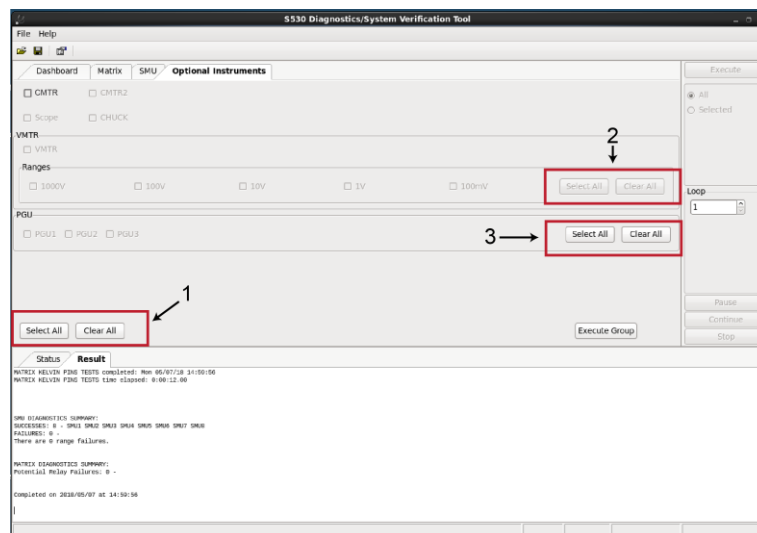 S530 Diagnostics/System Verification Tool
File Help
Dashboard Matrix SMU Optional Instruments
Execute
CMTR CMTR2
All
Scope CHUCK
Selected
2
VMTR
VMTR
Ranges
1000V 100V 10V 1V 100mV Select All Clear All
Loop
1
PGU
PGU1 PGU2 PGU3
3
Select All Clear All
1
Pause
Select All Clear All
Execute Group
Continue
Stop
Status Result
MATRIX KELVIN PINS TESTS completed: Mon 05/07/18 14:59:56
MATRIX KELVIN PINS TESTS time elapsed: 0:00:12.00
SMU DIAGNOSTICS SUMMARY:
SUCCESSES: 8 - SMU1 SMU2 SMU3 SMU4 SMU5 SMU6 SMU7 SMU8
FAILURES: 0 -
There are 0 range failures.
MATRIX DIAGNOSTICS SUMMARY:
Potential Relay Failures: 0 -
Completed on 2018/05/07 at 14:59:56